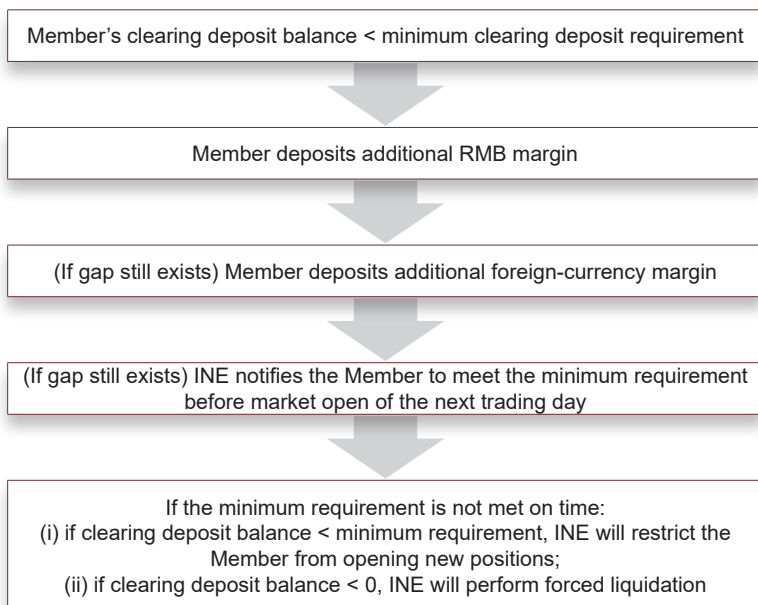 Member’s clearing deposit balance < minimum clearing deposit requirement
Member deposits additional RMB margin
(If gap still exists) Member deposits additional foreign-currency margin
(If gap still exists) INE notifies the Member to meet the minimum requirement
before market open of the next trading day
If the minimum requirement is not met on time:
(i) if clearing deposit balance < minimum requirement, INE will restrict the
Member from opening new positions;
(ii) if clearing deposit balance < 0, INE will perform forced liquidation